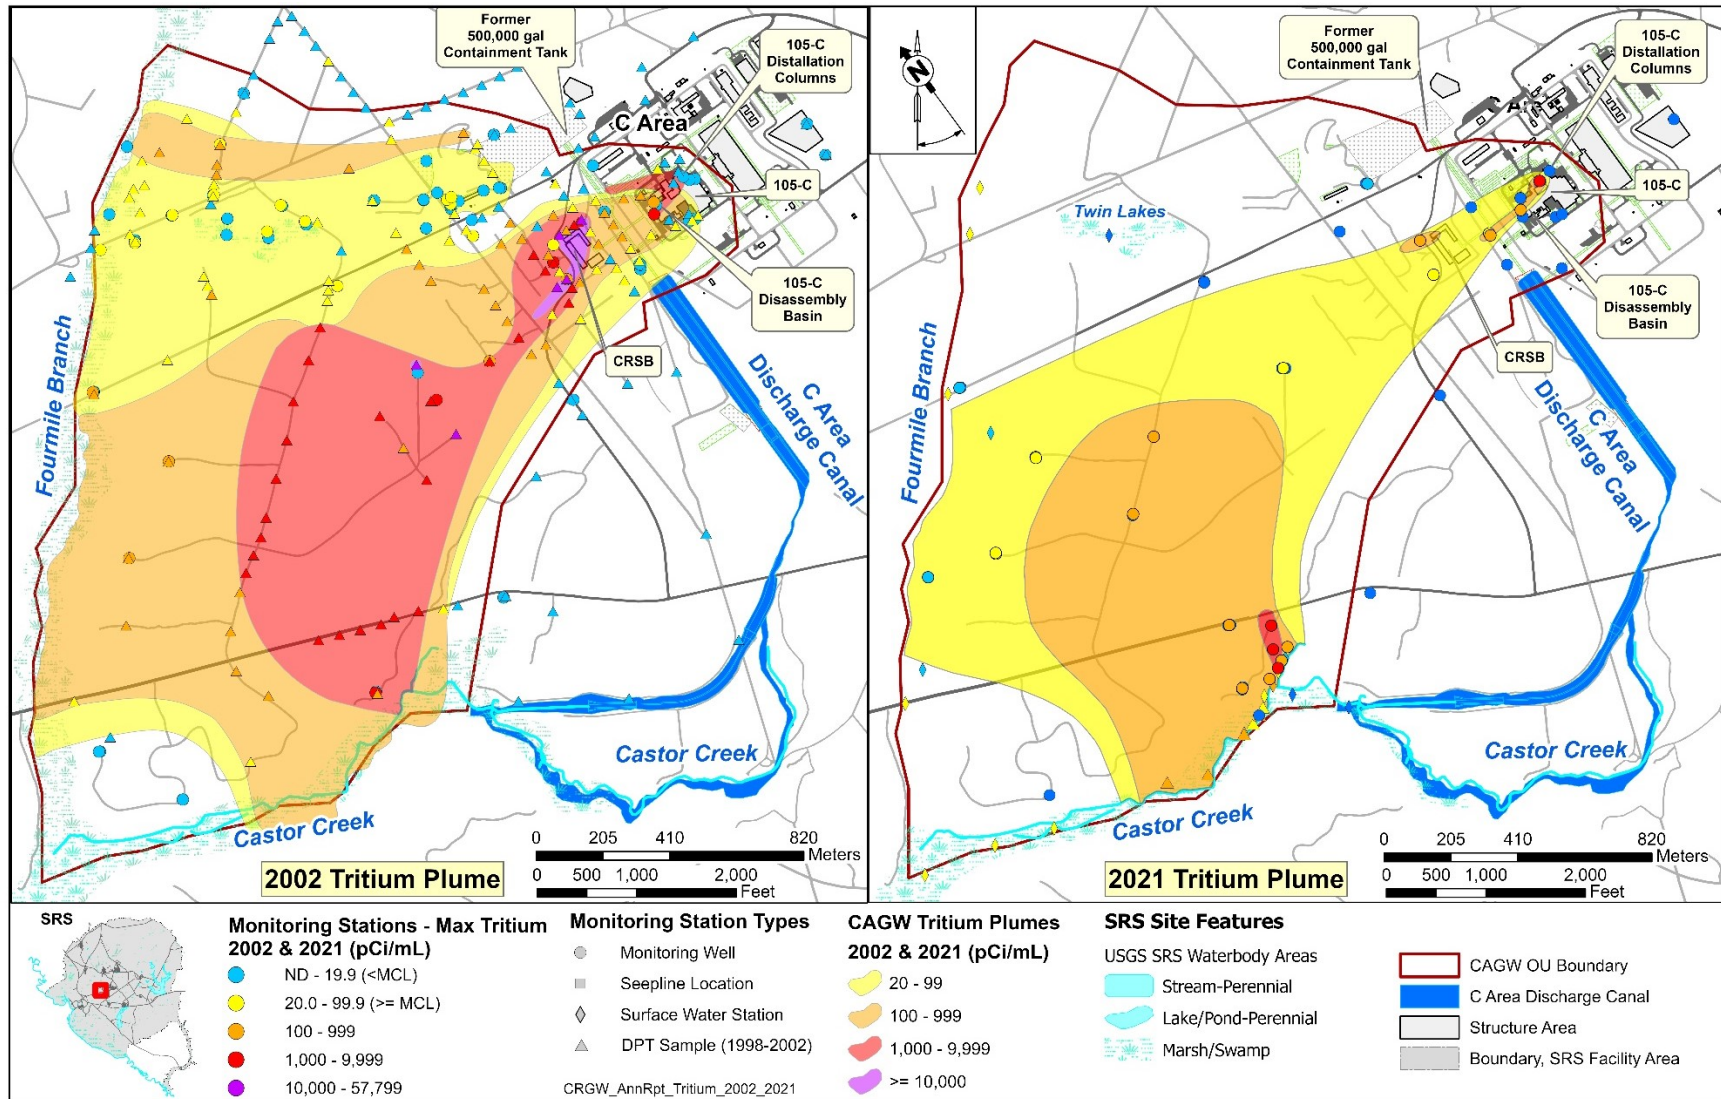 Former
500,000 gal
Containment Tank
105-C
Distallation
Columns
C Area
105-C
105-C
Disassembly
Basin
CRSB
Fourmile Branch
C Area
Discharge Canal
Castor Creek
Castor Creek
0 205 410 820
Meters
0 500 1,000 2,000
Feet
2002 Tritium Plume
N
Former
500,000 gal
Containment Tank
105-C
Distallation
Columns
105-C
Twin Lakes
105-C
Disassembly
Basin
CRSB
Fourmile Branch
C Area
Discharge Canal
Castor Creek
Castor Creek
0 205 410 820
Meters
0 500 1,000 2,000
Feet
2021 Tritium Plume
SRS
Monitoring Stations - Max Tritium
2002 & 2021 (pCi/mL)
ND - 19.9 (<MCL)
20.0 - 99.9 (>= MCL)
100 - 999
1,000 - 9,999
10,000 - 57,799
Monitoring Station Types
Monitoring Well
Seepline Location
Surface Water Station
DPT Sample (1998-2002)
CRGW_AnnRpt_Tritium_2002_2021
CAGW Tritium Plumes
2002 & 2021 (pCi/mL)
20 - 99
100 - 999
1,000 - 9,999
>= 10,000
SRS Site Features
USGS SRS Waterbody Areas
Stream-Perennial
Lake/Pond-Perennial
Marsh/Swamp
CAGW OU Boundary
C Area Discharge Canal
Structure Area
Boundary, SRS Facility Area